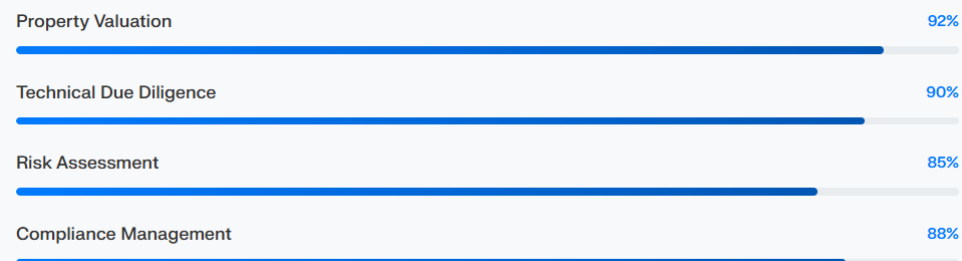 Property Valuation 92%
Technical Due Diligence 90%
Risk Assessment 85%
Compliance Management 88%